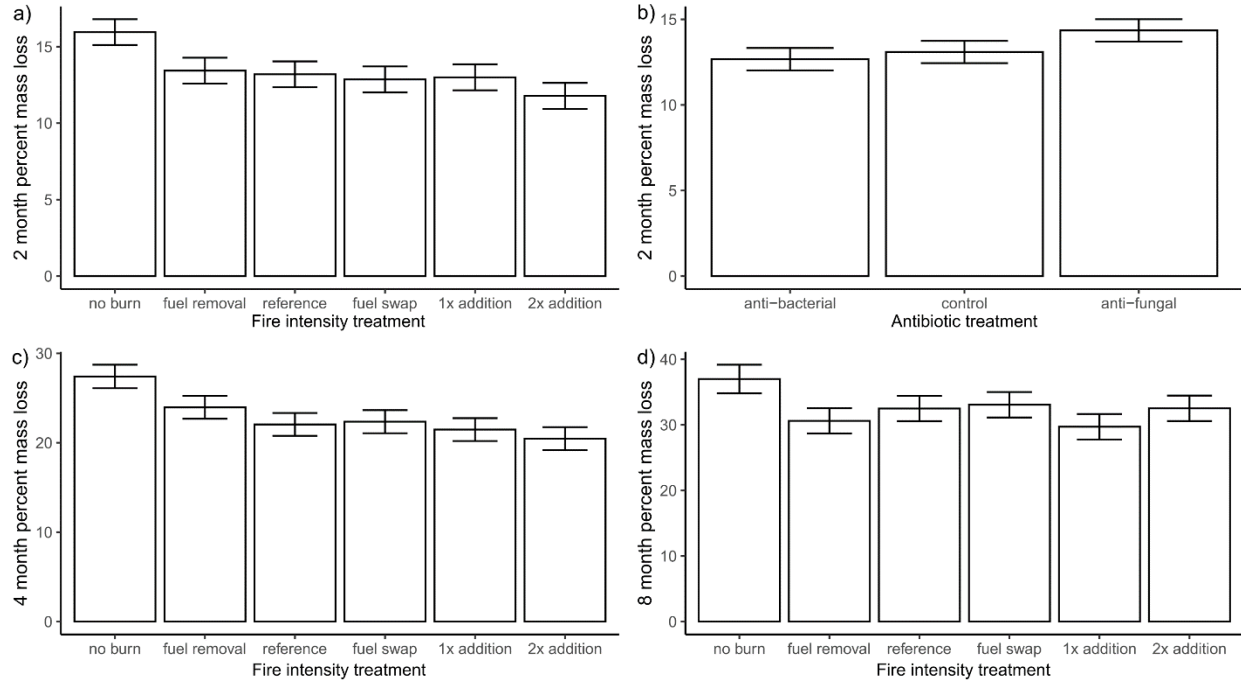 a)
2 month percent mass loss
15
10
5
0
no burn fuel removal reference fuel swap 1x addition 2x addition
Fire intensity treatment
b)
2 month percent mass loss
15
10
5
0
anti−bacterial control anti−fungal
Antibiotic treatment
c)
4 month percent mass loss
30
20
10
0
no burn fuel removal reference fuel swap 1x addition 2x addition
Fire intensity treatment
d)
8 month percent mass loss
40
30
20
10
0
no burn fuel removal reference fuel swap 1x addition 2x addition
Fire intensity treatment